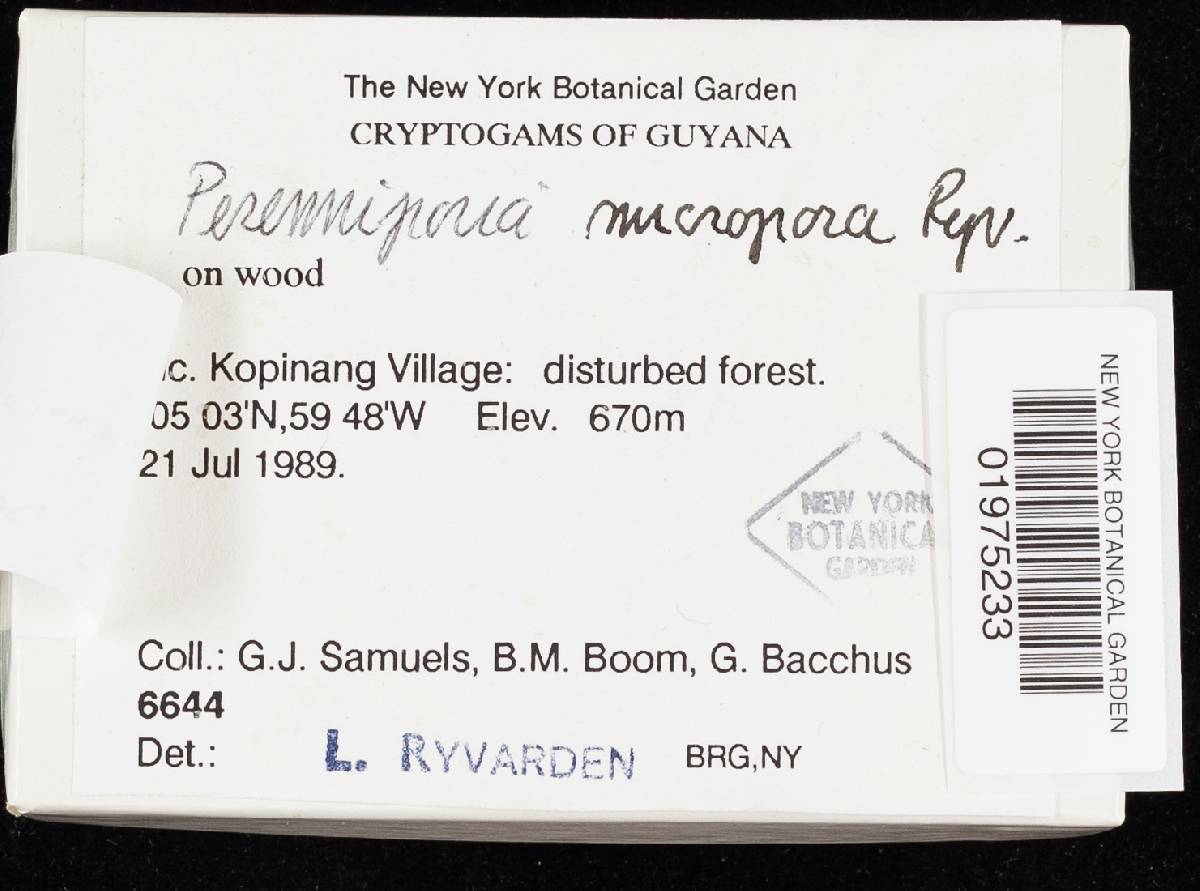 The New York Botanical Garden
CRYPTOGAMS OF GUYANA
Perenniporia micropora Ryv.
on wood
c. Kopinang Village: disturbed forest.
05 03'N,59 48'W Elev. 670m
21 Jul 1989.
NEW YORK
BOTANICA
GARDEN
Coll.: G.J. Samuels, B.M. Boom, G. Bacchus
6644
Det.: L. RYVARDEN BRG,NY
NEW YORK BOTANICAL GARDEN
01975233